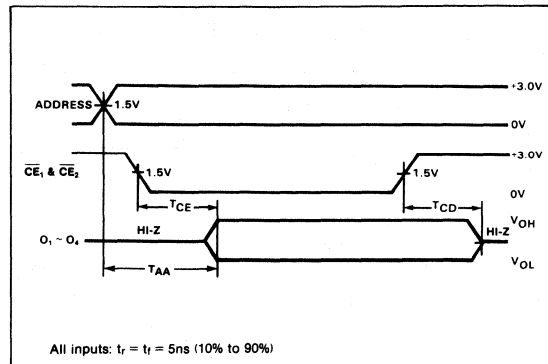 +3.0V
ADDRESS 1.5V
0V
+3.0V
CE1 & CE2 1.5V 1.5V
0V
TCE TCD
VOH
HI-Z HI-Z
O1 ~ O4
VOL
TAA
All inputs: tr = tf = 5ns (10% to 90%)